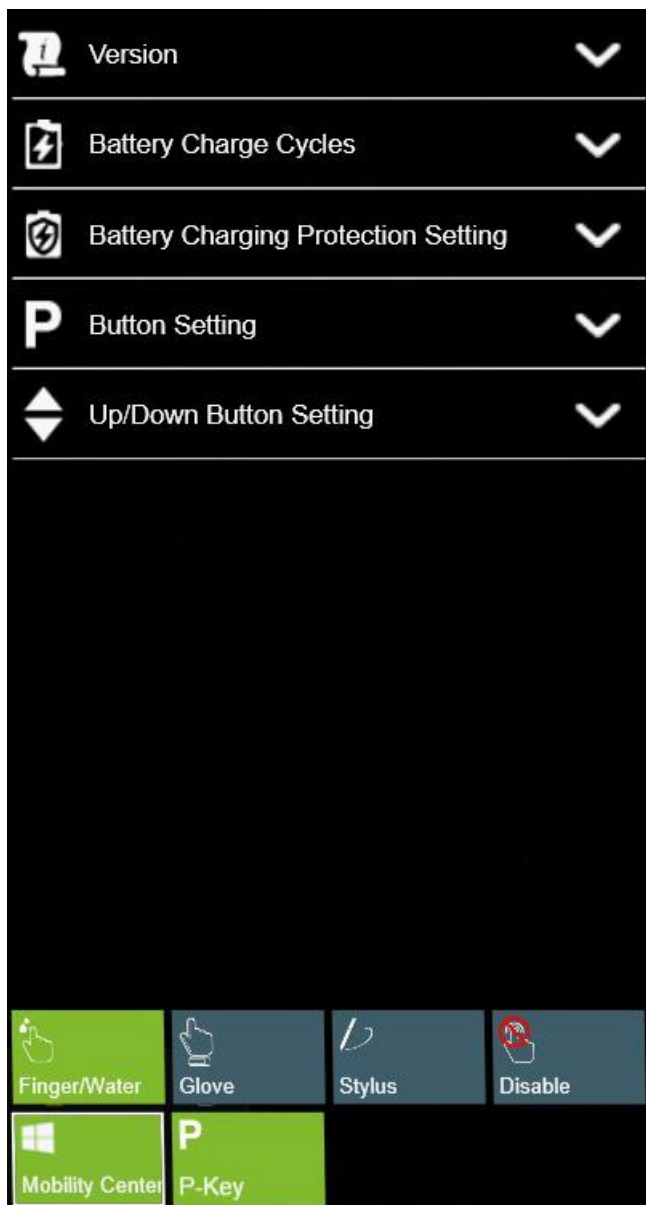 Version
Battery Charge Cycles
Battery Charging Protection Setting
P Button Setting
Up/Down Button Setting
Finger/Water Glove Stylus Disable
P
Mobility Center P-Key